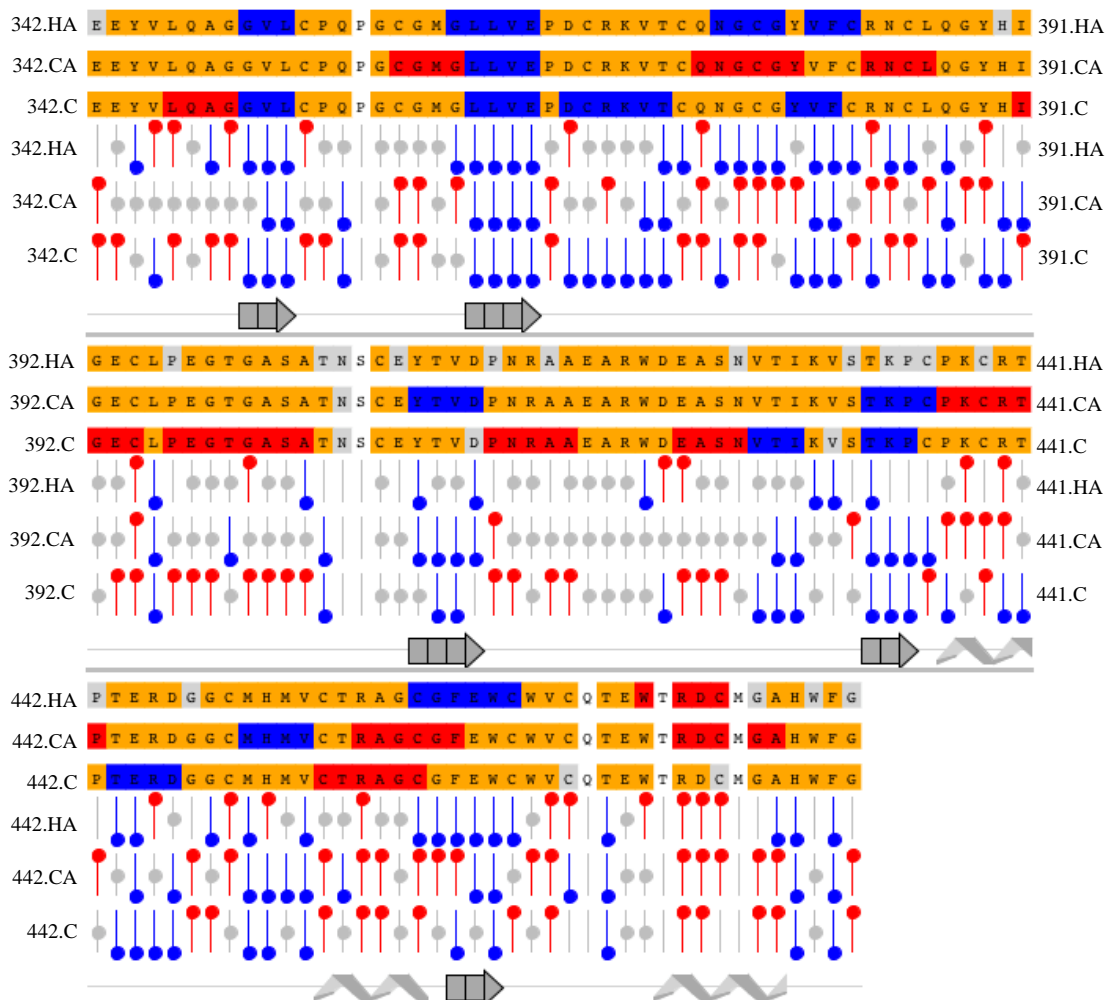 342.HA E E Y V L Q A G G V L C P Q P G C G M G L L V E P D C R K V T C Q N G C G Y V F C R N C L Q G Y H I 391.HA
342.CA E E Y V L Q A G G V L C P Q P G C G M G L L V E P D C R K V T C Q N G C G Y V F C R N C L Q G Y H I 391.CA
342.C E E Y V L Q A G G V L C P Q P G C G M G L L V E P D C R K V T C Q N G C G Y V F C R N C L Q G Y H I 391.C
342.HA 391.HA
342.CA 391.CA
342.C 391.C
392.HA G E C L P E G T G A S A T N S C E Y T V D P N R A A E A R W D E A S N V T I K V S T K P C P K C R T 441.HA
392.CA G E C L P E G T G A S A T N S C E Y T V D P N R A A E A R W D E A S N V T I K V S T K P C P K C R T 441.CA
392.C G E C L P E G T G A S A T N S C E Y T V D P N R A A E A R W D E A S N V T I K V S T K P C P K C R T 441.C
392.HA 441.HA
392.CA 441.CA
392.C 441.C
442.HA P T E R D G G C M H M V C T R A G C G F E W C W V C Q T E W T R D C M G A H W F G
442.CA P T E R D G G C M H M V C T R A G C G F E W C W V C Q T E W T R D C M G A H W F G
442.C P T E R D G G C M H M V C T R A G C G F E W C W V C Q T E W T R D C M G A H W F G
442.HA
442.CA
442.C